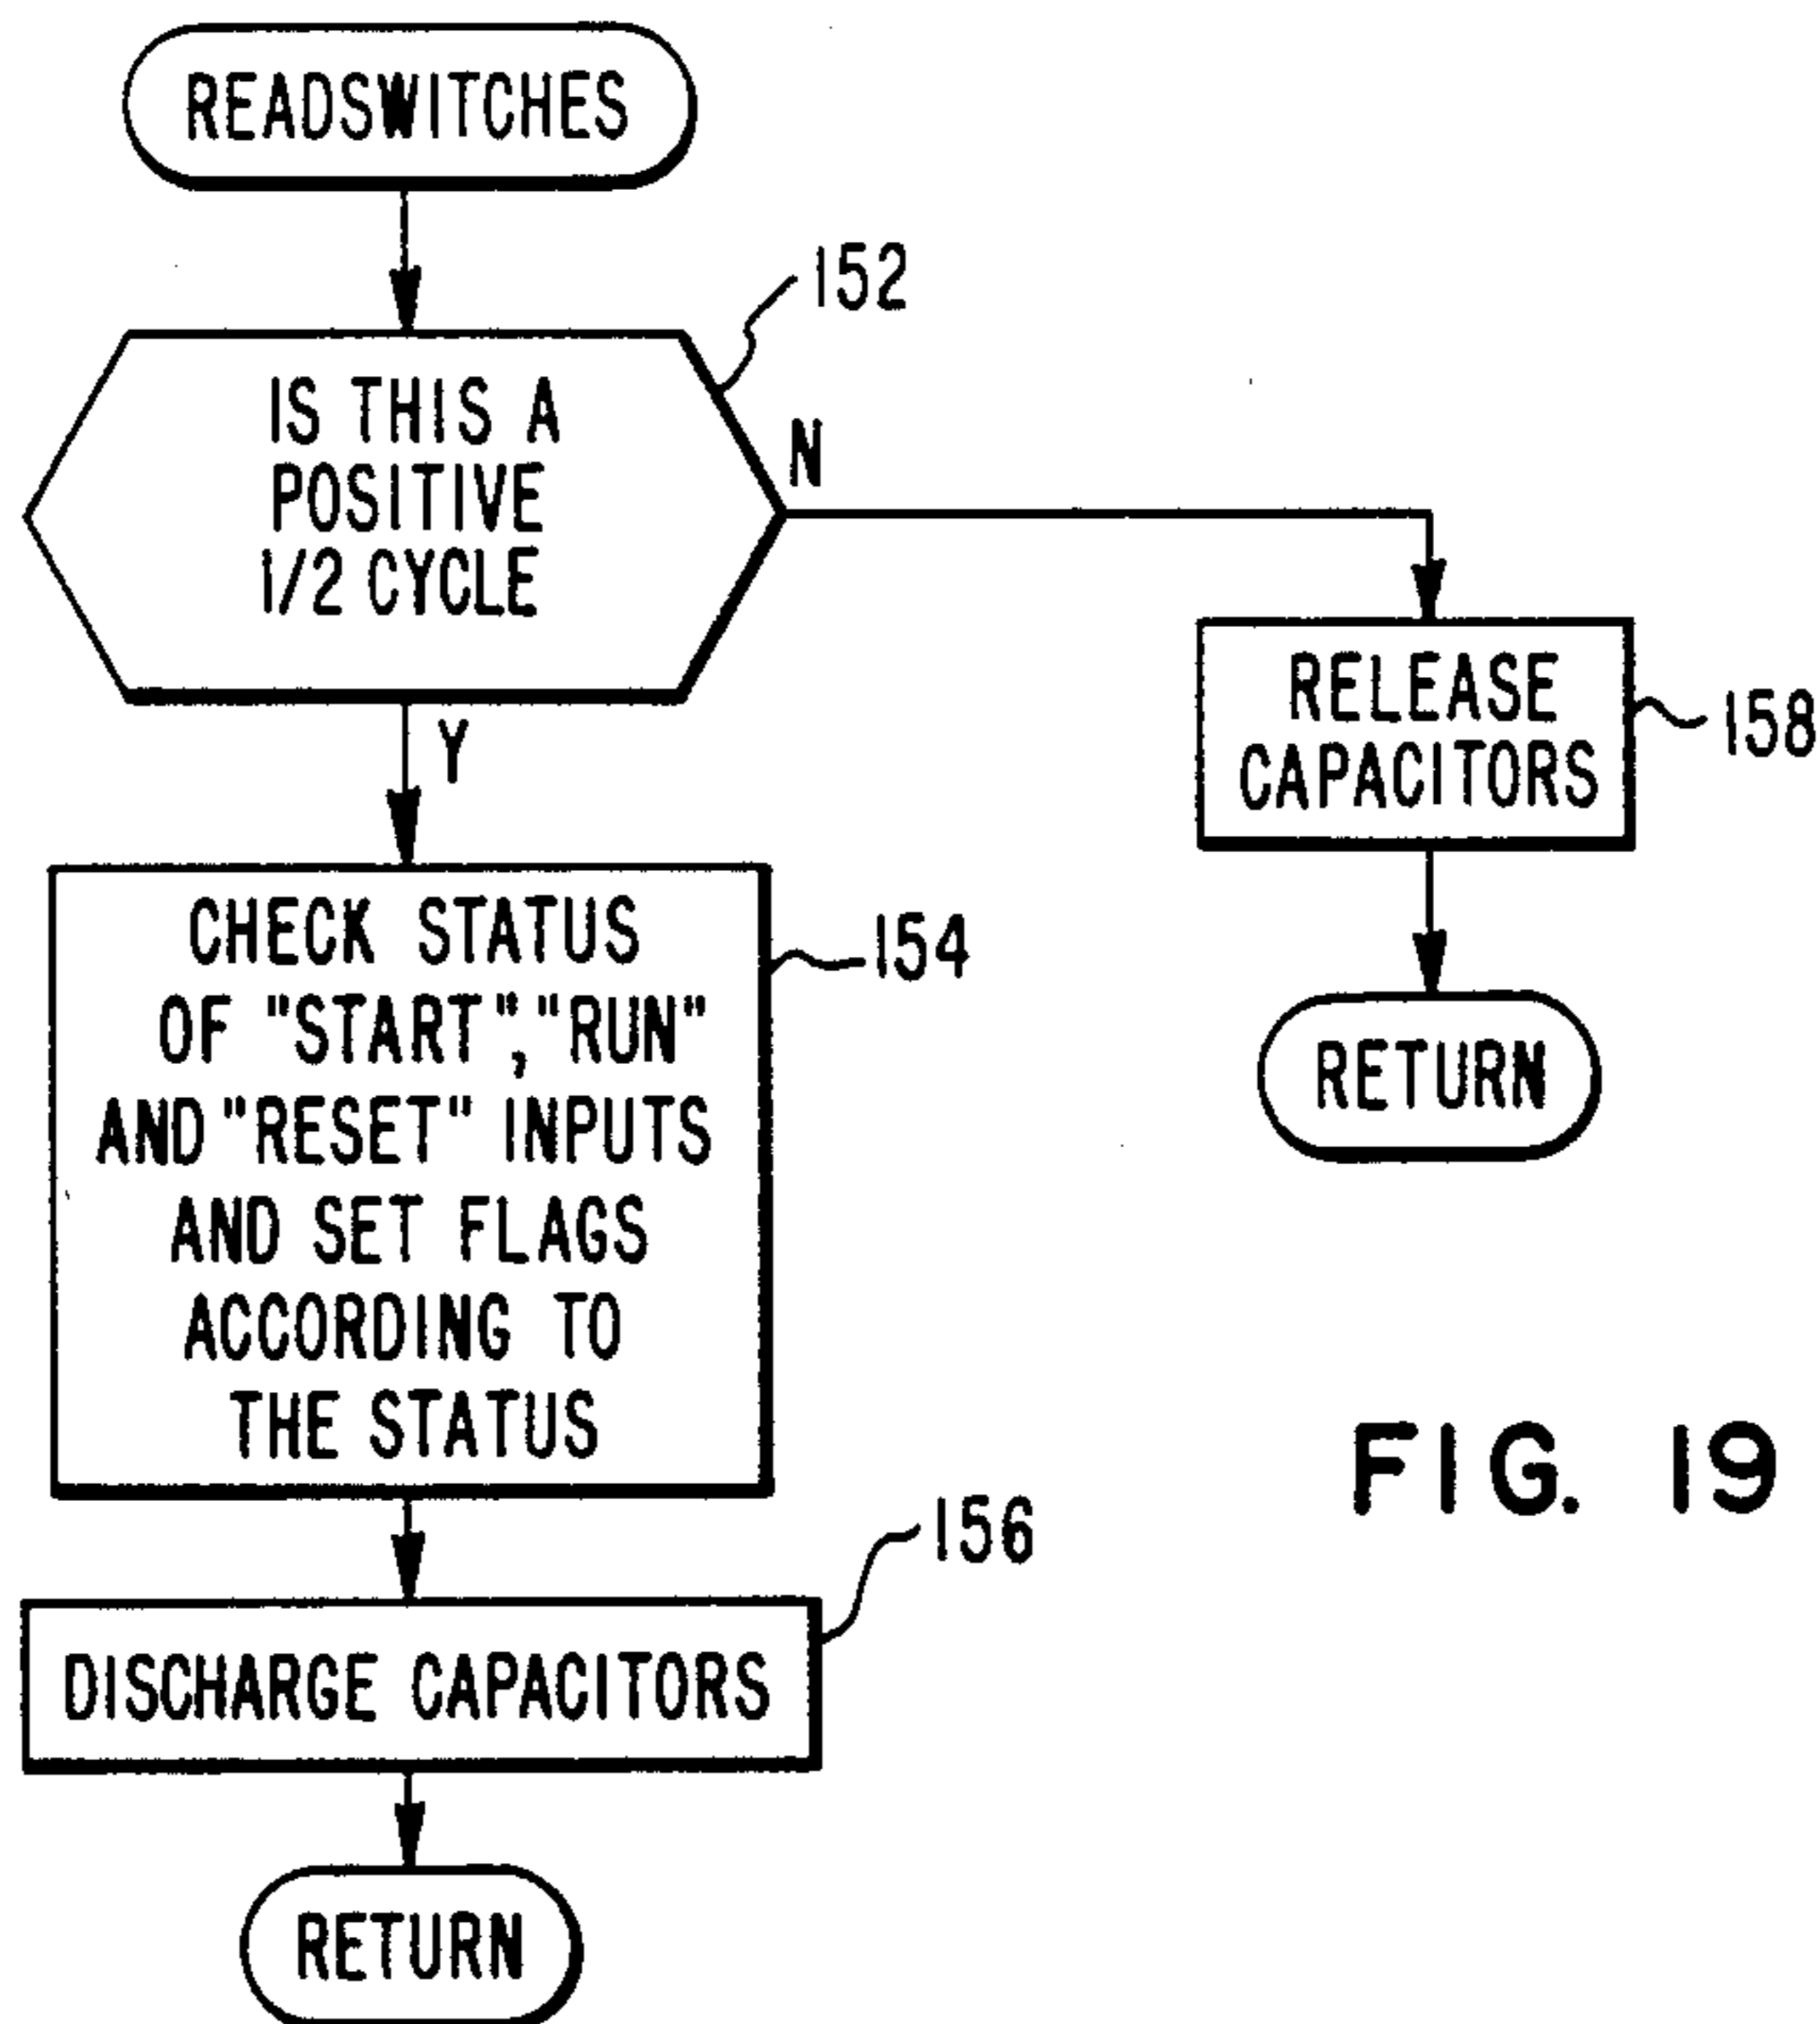 READSWITCHES
152
IS THIS A
POSITIVE
1/2 CYCLE
N
Y
RELEASE
CAPACITORS
158
RETURN
CHECK STATUS
OF "START", "RUN"
AND "RESET" INPUTS
AND SET FLAGS
ACCORDING TO
THE STATUS
154
156
DISCHARGE CAPACITORS
RETURN
FIG. 19